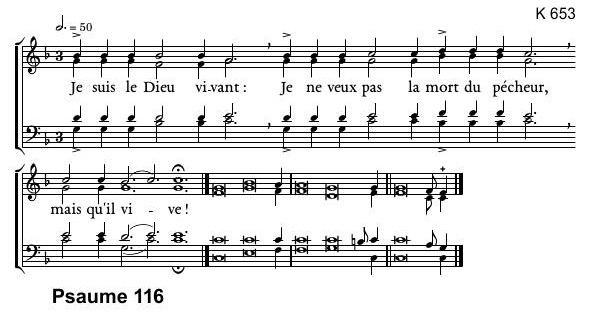 K 653
= 50
Je suis le Dieu vi-vant : Je ne veux pas la mort du pécheur,
mais qu'il vi - ve !
Psaume 116